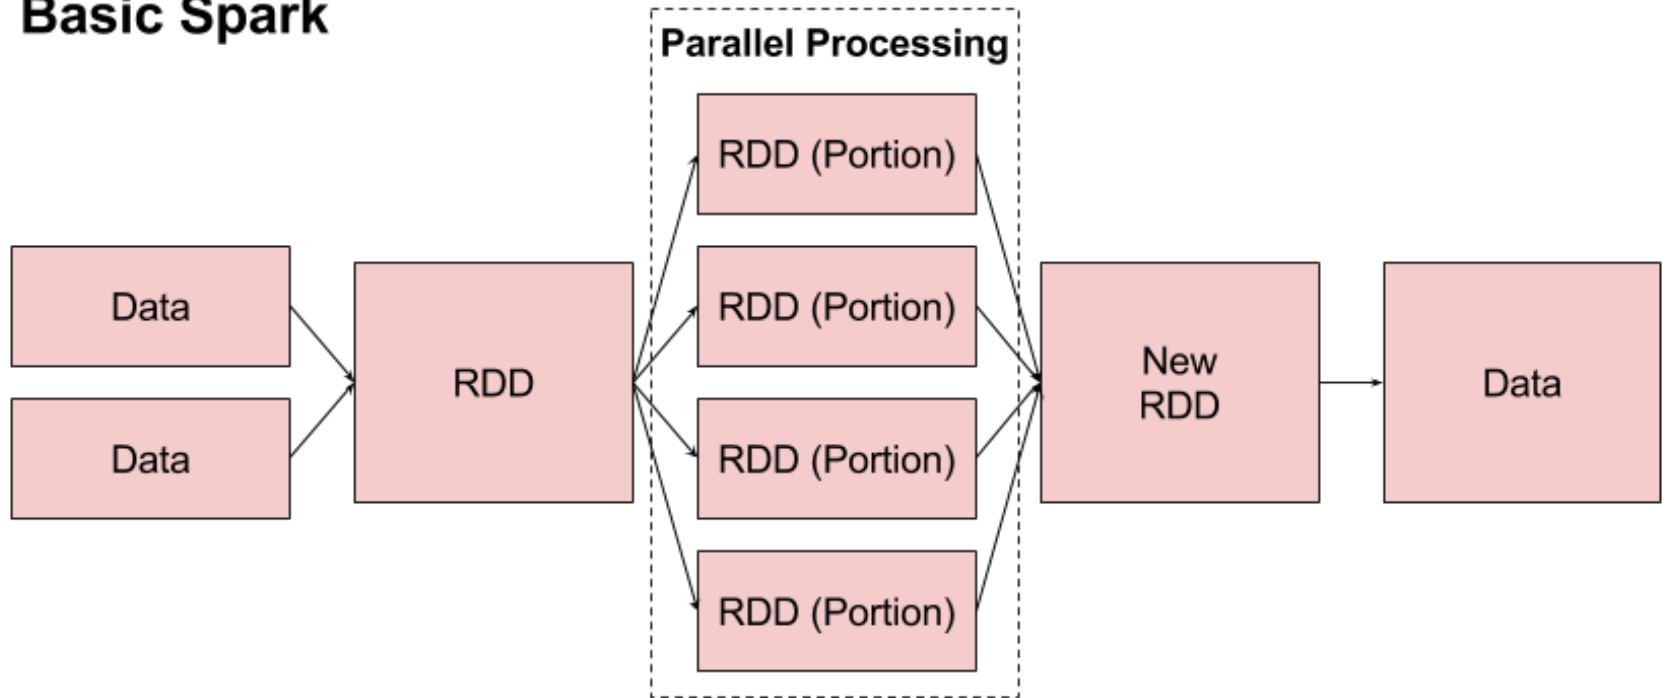 Basic Spark
Parallel Processing
RDD (Portion)
Data
RDD (Portion)
RDD
New
RDD
Data
Data
RDD (Portion)
RDD (Portion)